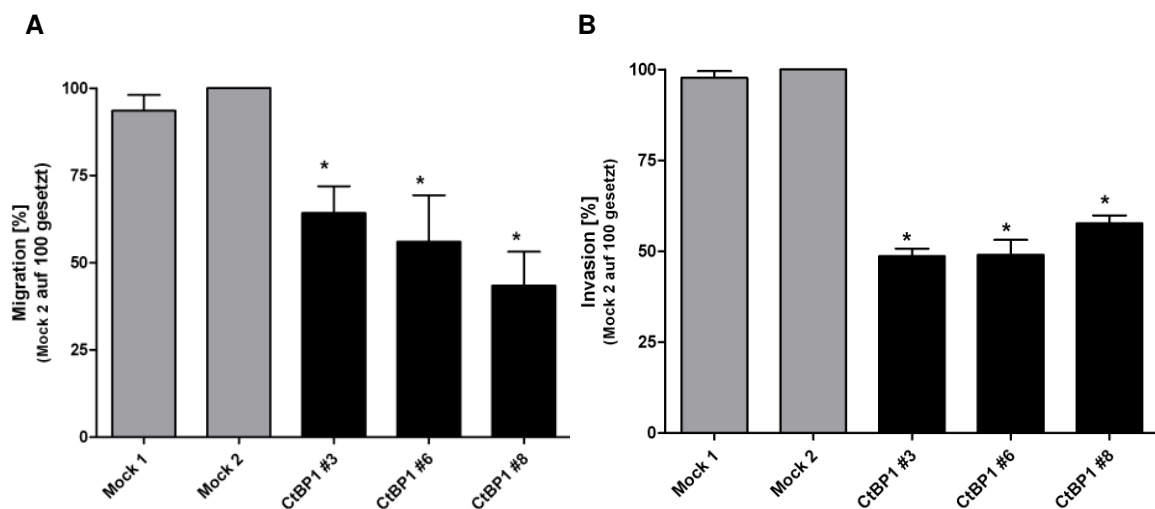 A
Migration [%]
(Mock 2 auf 100 gesetzt)
100
75
50
25
0
*
*
*
Mock 1
Mock 2
CtBP1 #3
CtBP1 #6
CtBP1 #8
B
Invasion [%]
(Mock 2 auf 100 gesetzt)
100
75
50
25
0
*
*
*
Mock 1
Mock 2
CtBP1 #3
CtBP1 #6
CtBP1 #8